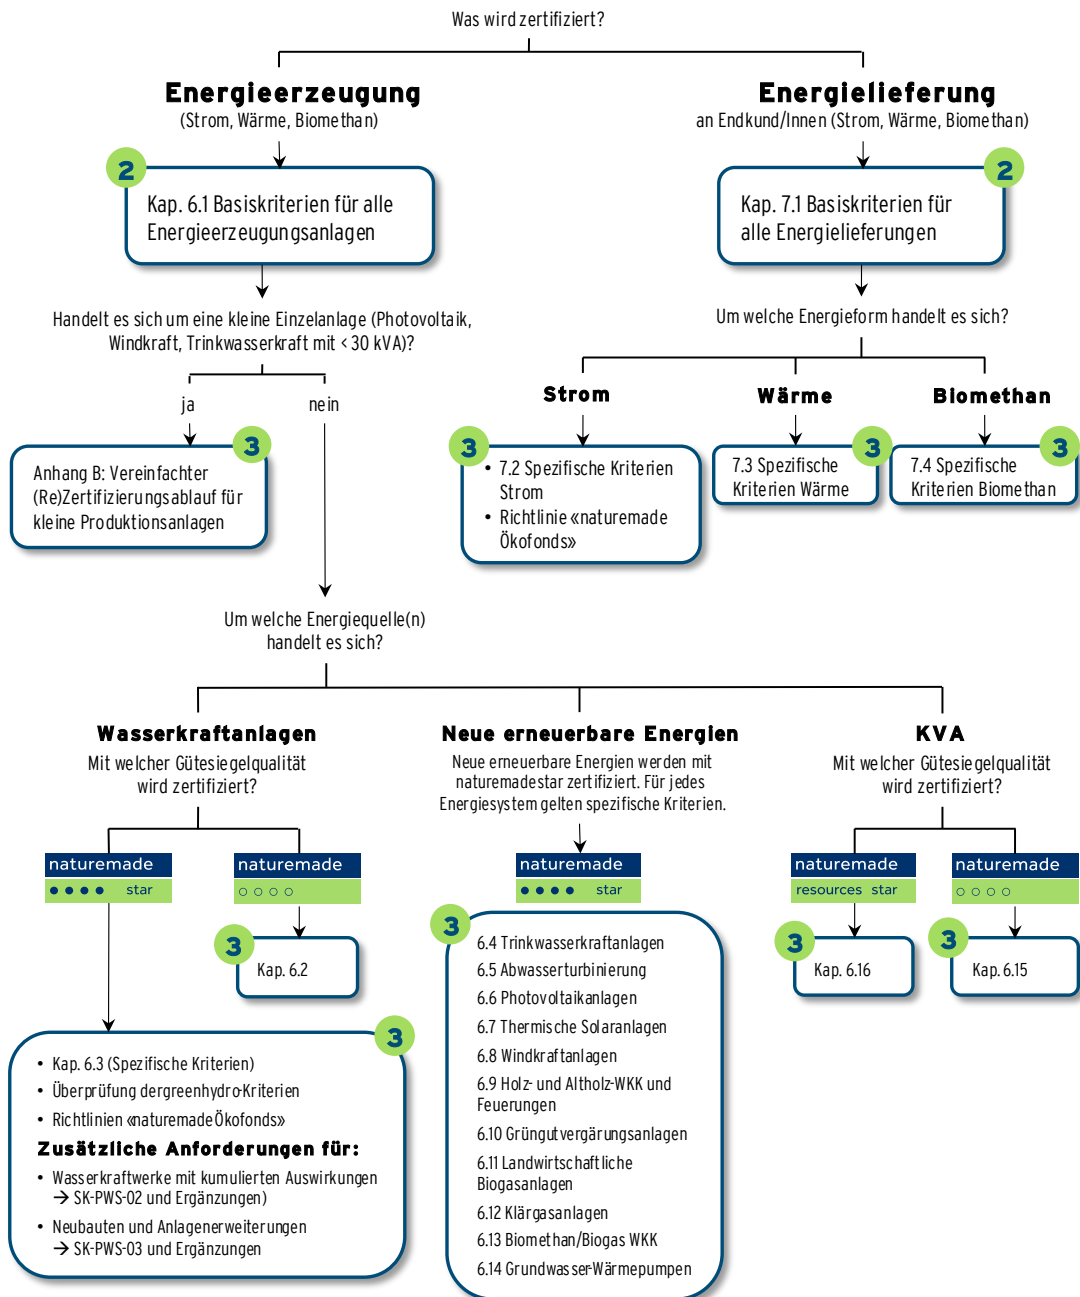 Was wird zertifiziert?
Energieerzeugung
(Strom, Wärme, Biomethan)
Energielieferung
an Endkund/Innen (Strom, Wärme, Biomethan)
2
Kap. 6.1 Basiskriterien für alle
Energieerzeugungsanlagen
2
Kap. 7.1 Basiskriterien für
alle Energielieferungen
Handelt es sich um eine kleine Einzelanlage (Photovoltaik,
Windkraft, Trinkwasserkraft mit < 30 kVA)?
ja
nein
3
Anhang B: Vereinfachter
(Re)Zertifizierungsablauf für
kleine Produktionsanlagen
Um welche Energieform handelt es sich?
Strom
Wärme
Biomethan
3
• 7.2 Spezifische Kriterien
Strom
• Richtlinie «naturemade
Ökofonds»
3
7.3 Spezifische
Kriterien Wärme
3
7.4 Spezifische
Kriterien Biomethan
Um welche Energiequelle(n)
handelt es sich?
Wasserkraftanlagen
Mit welcher Gütesiegelqualität
wird zertifiziert?
Neue erneuerbare Energien
Neue erneuerbare Energien werden mit
naturemadestar zertifiziert. Für jedes
Energiesystem gelten spezifische Kriterien.
KVA
Mit welcher Gütesiegelqualität
wird zertifiziert?
naturemade
star
naturemade
naturemade
star
naturemade
resources star
naturemade
3
Kap. 6.2
3
6.4 Trinkwasserkraftanlagen
6.5 Abwasserturbinierung
6.6 Photovoltaikanlagen
6.7 Thermische Solaranlagen
6.8 Windkraftanlagen
6.9 Holz- und Altholz-WKK und
Feuerungen
6.10 Grüngutvergärungsanlagen
6.11 Landwirtschaftliche
Biogasanlagen
6.12 Klärgasanlagen
6.13 Biomethan/Biogas WKK
6.14 Grundwasser-Wärmepumpen
3
Kap. 6.16
3
Kap. 6.15
3
• Kap. 6.3 (Spezifische Kriterien)
• Überprüfung dergreenhydro-Kriterien
• Richtlinien «naturemadeÖkofonds»
Zusätzliche Anforderungen für:
• Wasserkraftwerke mit kumulierten Auswirkungen
→ SK-PWS-02 und Ergänzungen)
• Neubauten und Anlagenerweiterungen
→ SK-PWS-03 und Ergänzungen